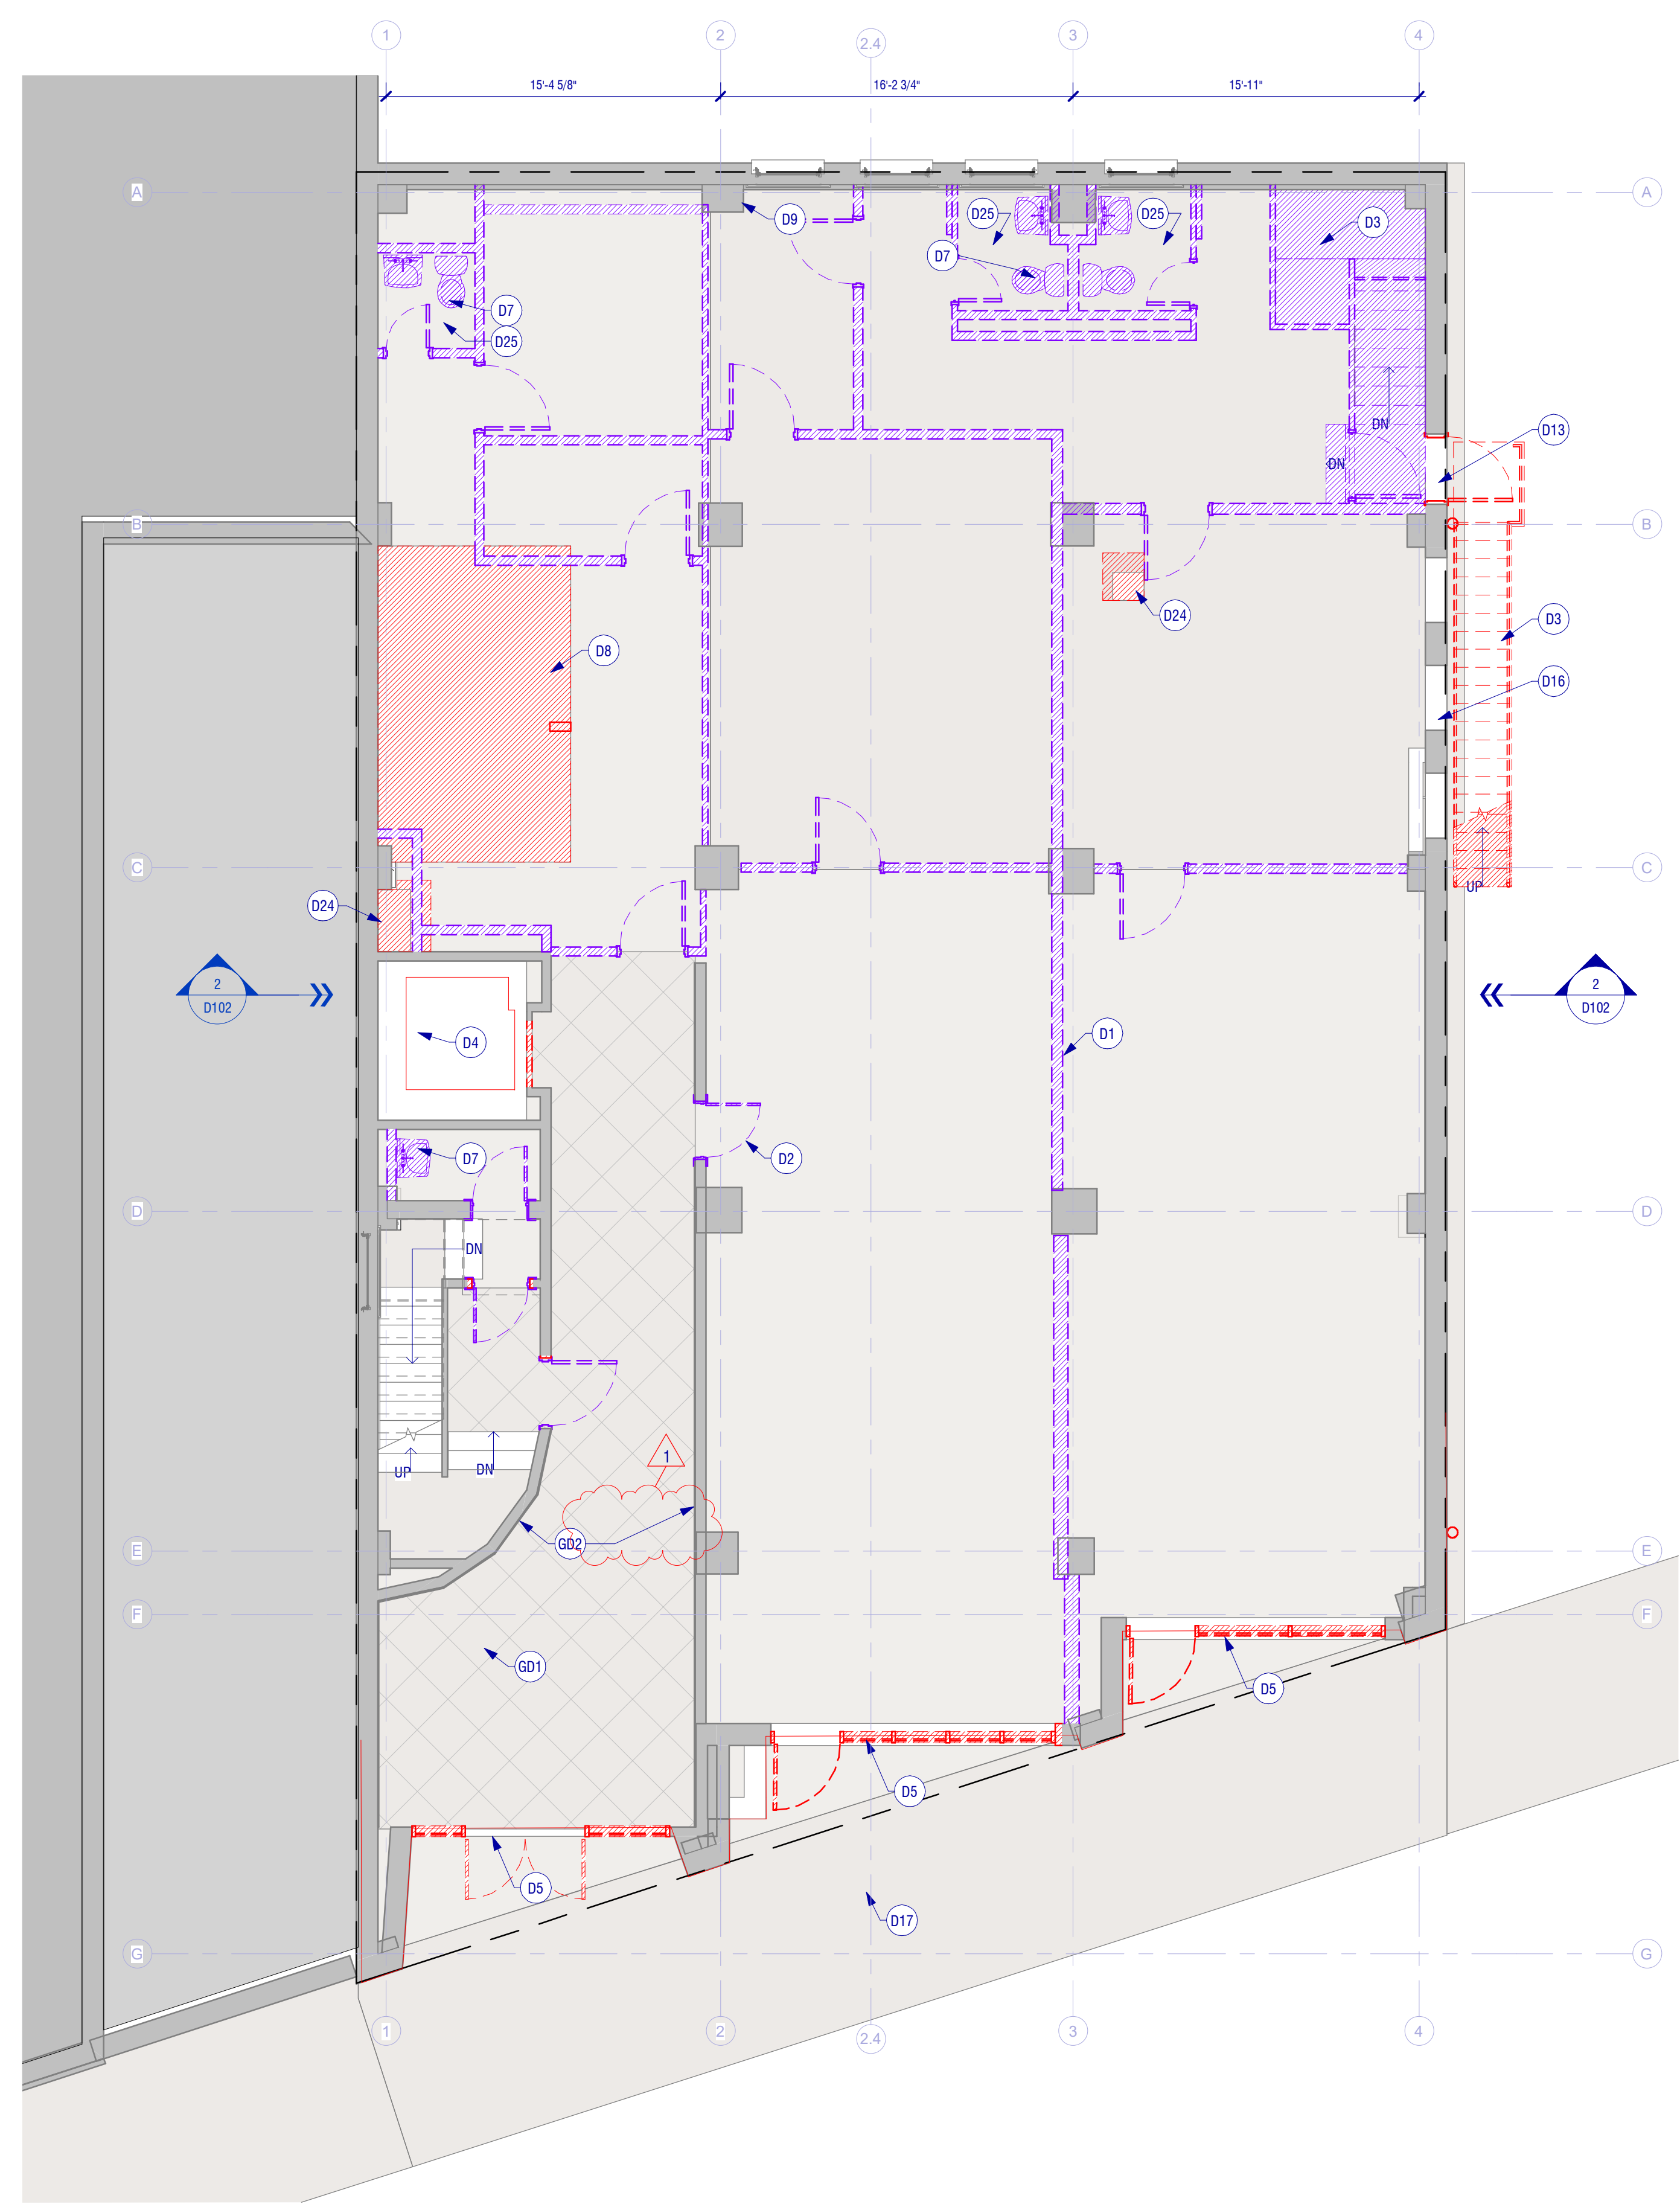 1 2 2.4 3 4
15'-4 5/8" 16'-2 3/4" 15'-11"
A A
D9 D25 D25 D3
D7
D7
D25
DN
D13
DN
B B
D24
D3
D8
D16
C C
UP
D24
2
D102
2
D102
D4
D1
D7
D2
D D
DN
1
UP
DN
GD2
E E
F F
GD1
D5
D5
D5
D17
G G
1 2 2.4 3 4